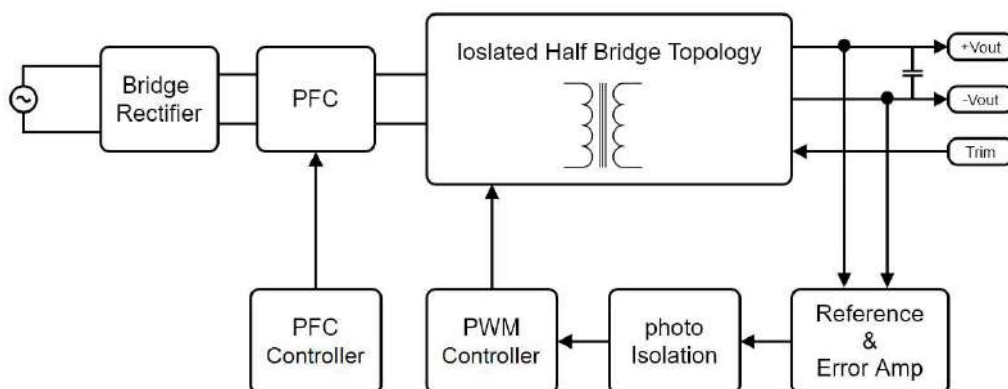 Ioslated Half Bridge Topology
+Vout
Bridge
Rectifier
PFC
-Vout
Trim
PFC
Controller
PWM
Controller
photo
Isolation
Reference
&
Error Amp